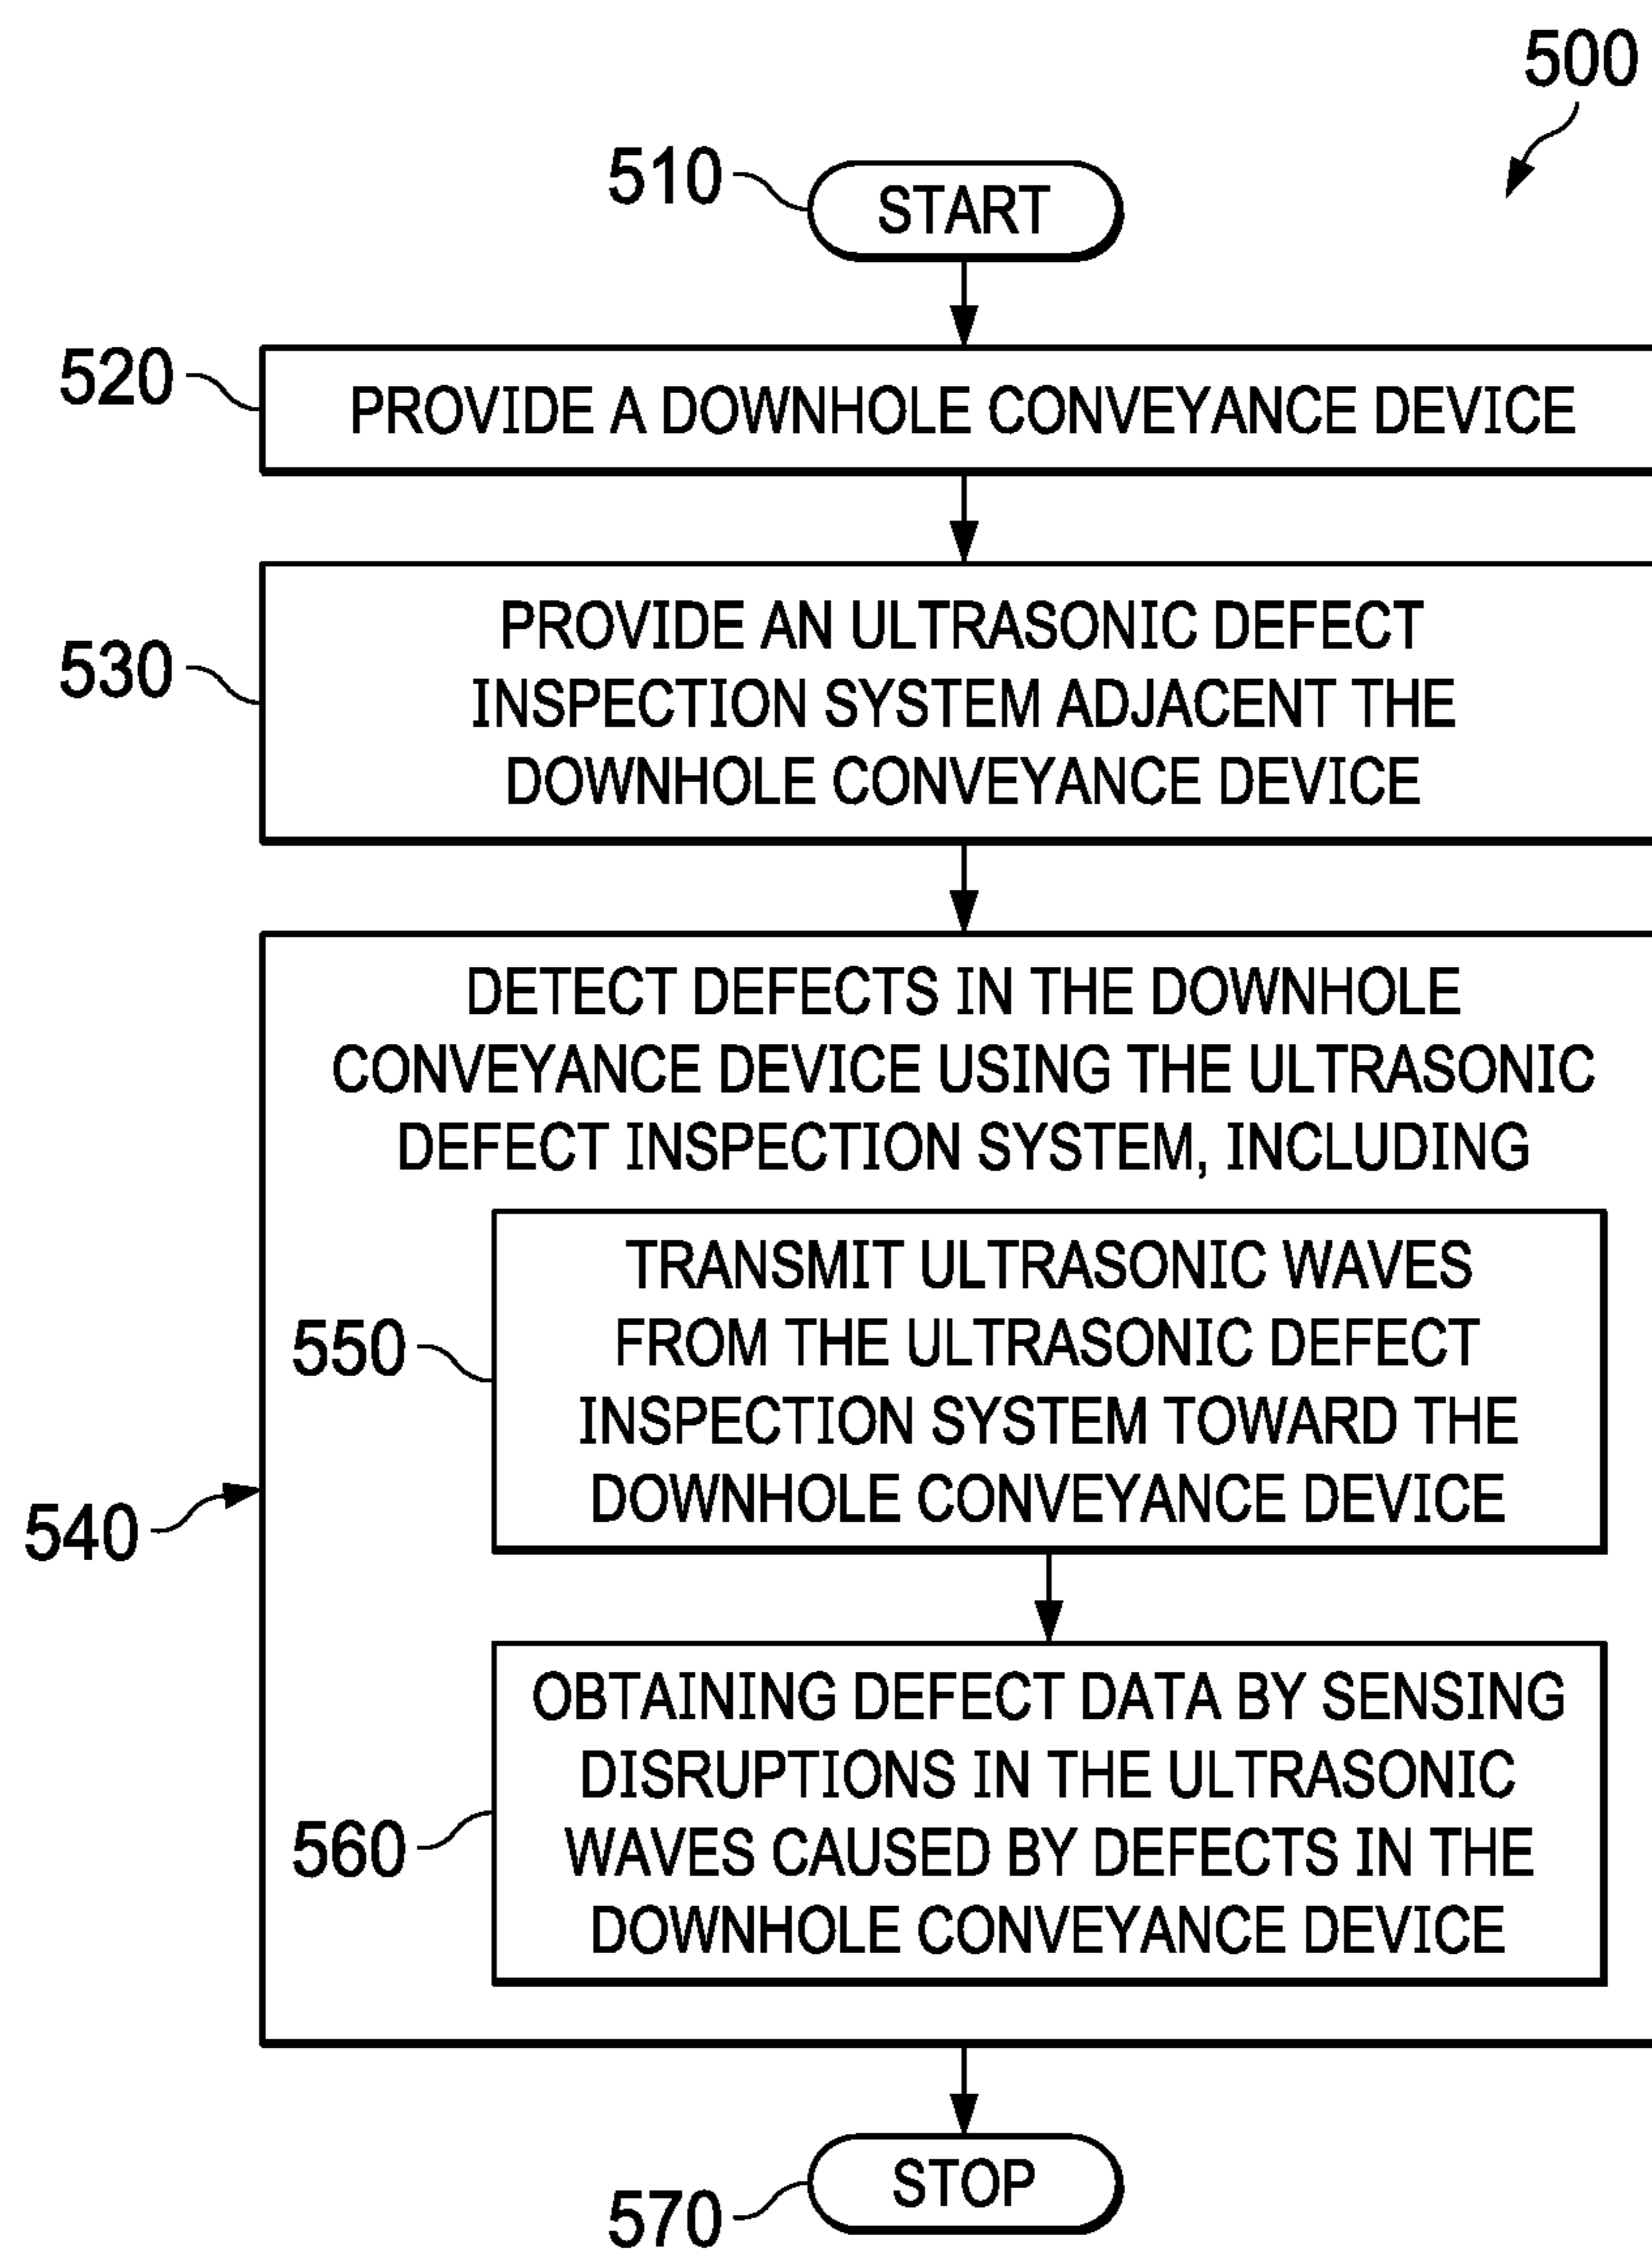 500
510
START
520
PROVIDE A DOWNHOLE CONVEYANCE DEVICE
530
PROVIDE AN ULTRASONIC DEFECT
INSPECTION SYSTEM ADJACENT THE
DOWNHOLE CONVEYANCE DEVICE
540
DETECT DEFECTS IN THE DOWNHOLE
CONVEYANCE DEVICE USING THE ULTRASONIC
DEFECT INSPECTION SYSTEM, INCLUDING
550
TRANSMIT ULTRASONIC WAVES
FROM THE ULTRASONIC DEFECT
INSPECTION SYSTEM TOWARD THE
DOWNHOLE CONVEYANCE DEVICE
560
OBTAINING DEFECT DATA BY SENSING
DISRUPTIONS IN THE ULTRASONIC
WAVES CAUSED BY DEFECTS IN THE
DOWNHOLE CONVEYANCE DEVICE
570
STOP